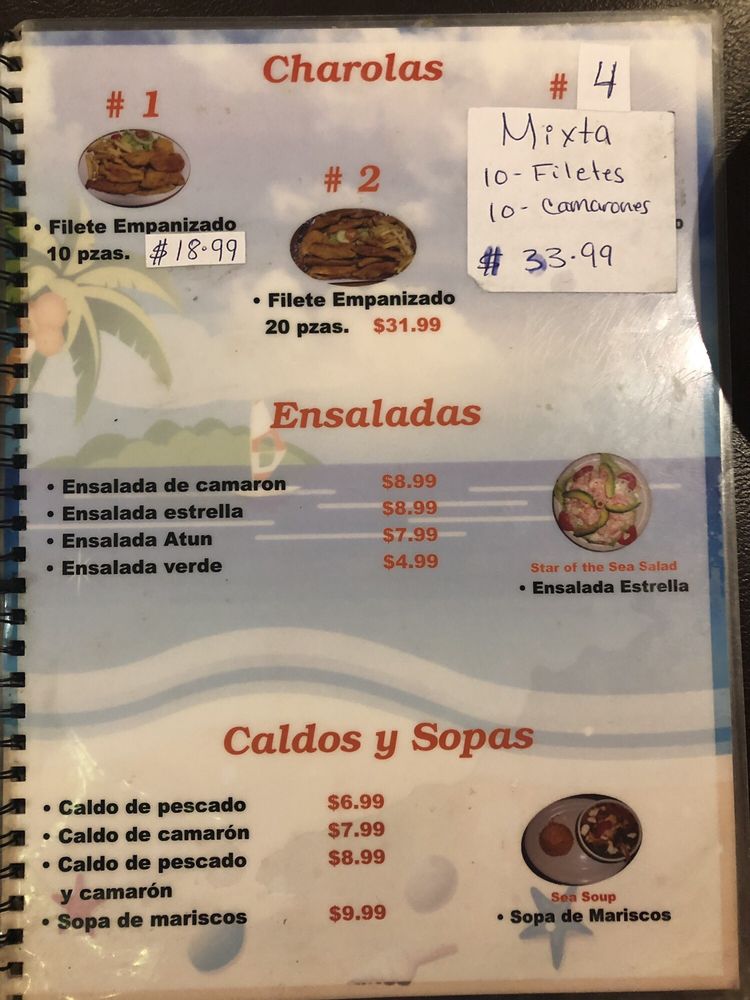 Charolas
# 1
• Filete Empanizado
10 pzas. $18.99
# 2
• Filete Empanizado
20 pzas. $31.99
# 4
Mixta
10- Filetes
10- Camarones
$ 33.99
Ensaladas
• Ensalada de camaron $8.99
• Ensalada estrella $8.99
• Ensalada Atun $7.99
• Ensalada verde $4.99
Star of the Sea Salad
• Ensalada Estrella
Caldos y Sopas
• Caldo de pescado $6.99
• Caldo de camarón $7.99
• Caldo de pescado $8.99
y camarón
• Sopa de mariscos $9.99
Sea Soup
• Sopa de Mariscos